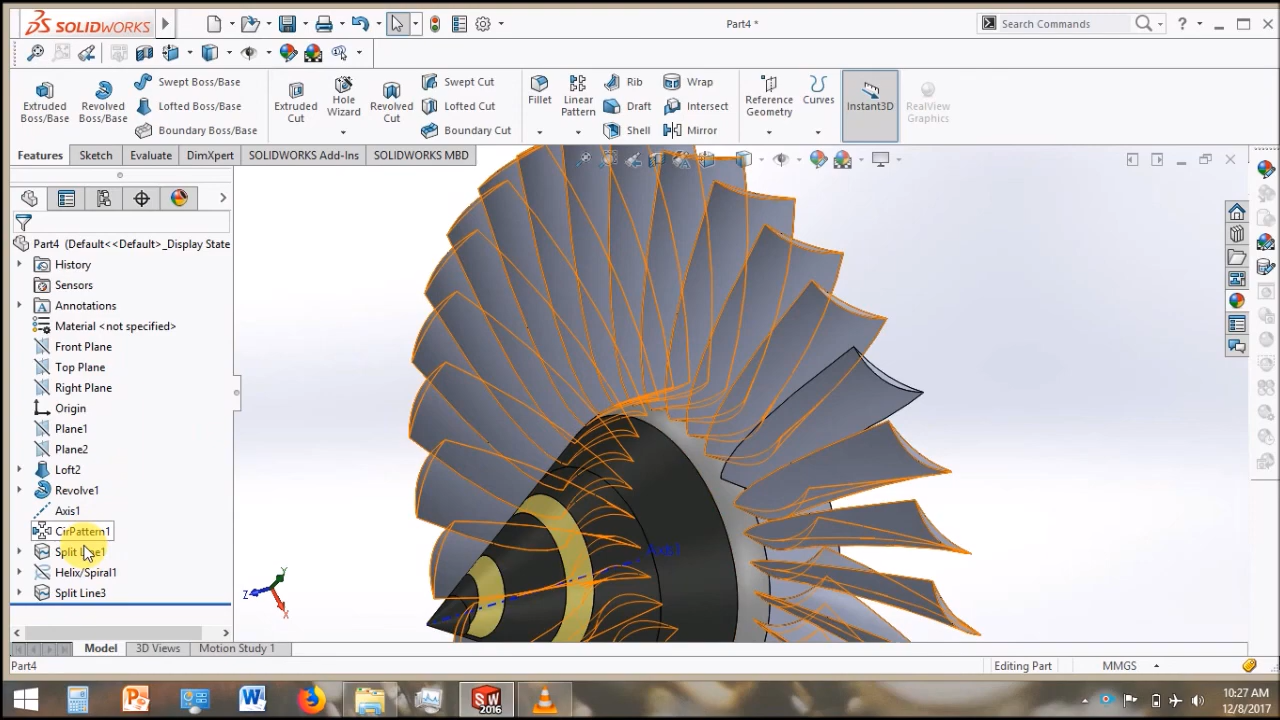 SOLIDWORKS
Part4 *
Search Commands
Extruded Boss/Base
Revolved Boss/Base
Swept Boss/Base
Lofted Boss/Base
Boundary Boss/Base
Extruded Cut
Hole Wizard
Revolved Cut
Swept Cut
Lofted Cut
Boundary Cut
Fillet
Linear Pattern
Rib
Draft
Shell
Wrap
Intersect
Mirror
Reference Geometry
Curves
Instant3D
RealView Graphics
Features
Sketch
Evaluate
DimXpert
SOLIDWORKS Add-Ins
SOLIDWORKS MBD
Part4 (Default<<Default>_Display State
History
Sensors
Annotations
Material <not specified>
Front Plane
Top Plane
Right Plane
Origin
Plane1
Plane2
Loft2
Revolve1
Axis1
CirPattern1
Split Line1
Helix/Spiral1
Split Line3
Axis1
Y
Z
X
Model
3D Views
Motion Study 1
Part4
Editing Part
MMGS
SW
2016
10:27 AM
12/8/2017